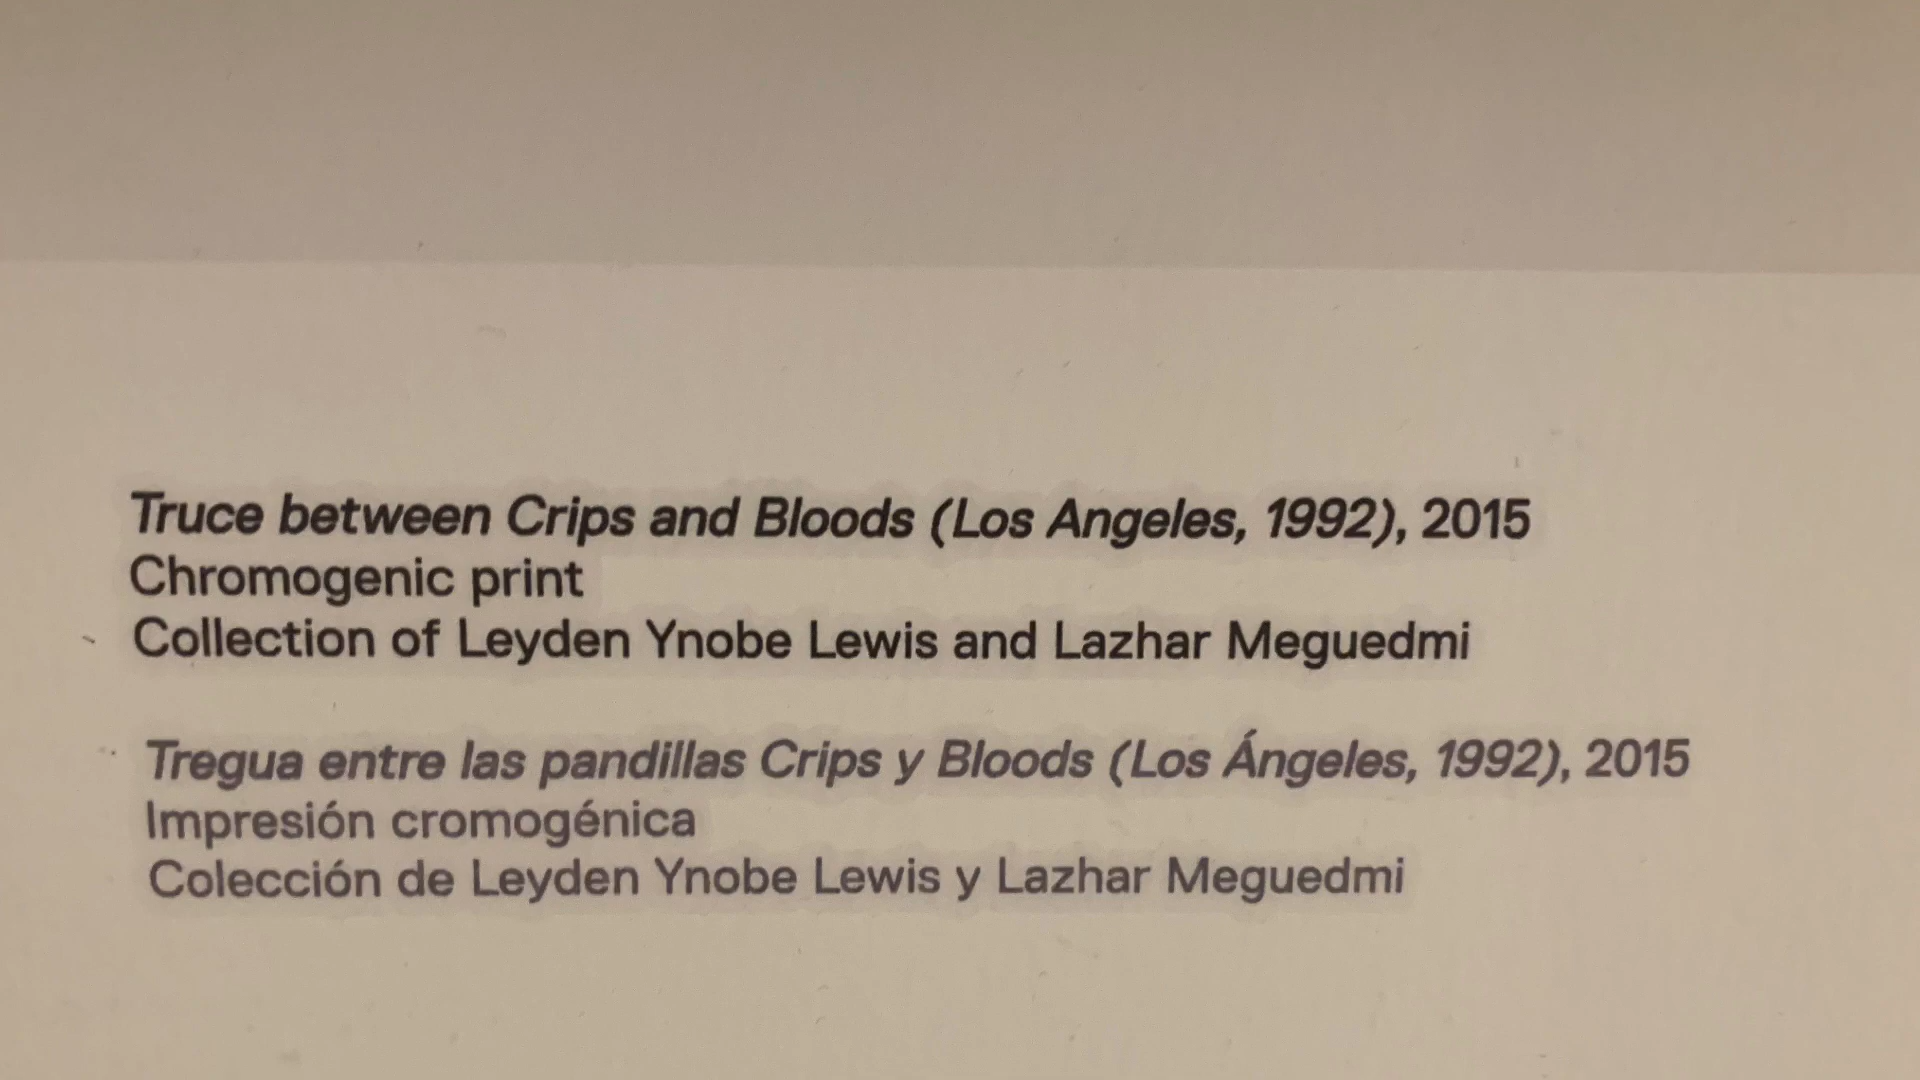 Truce between Crips and Bloods (Los Angeles, 1992), 2015
Chromogenic print
Collection of Leyden Ynobe Lewis and Lazhar Meguedmi
Tregua entre las pandillas Crips y Bloods (Los Ángeles, 1992), 2015
Impresión cromogénica
Colección de Leyden Ynobe Lewis y Lazhar Meguedmi